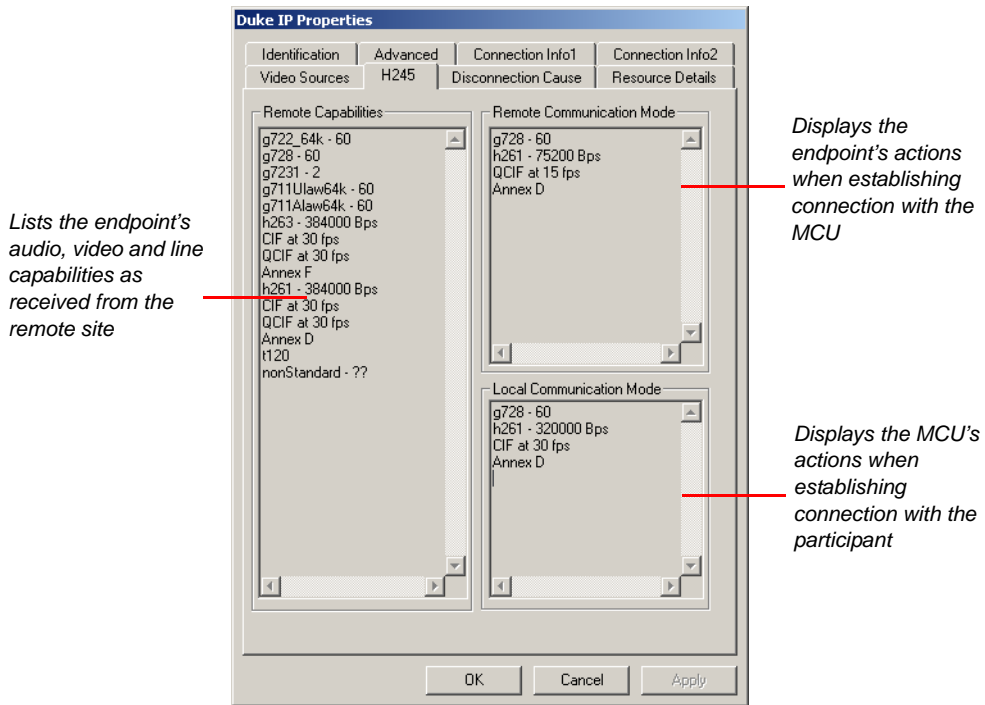 Duke IP Properties
Identification
Advanced
Connection Info1
Connection Info2
Video Sources
H245
Disconnection Cause
Resource Details
Remote Capabilities
g722_64k - 60
g728 - 60
g7231 - 2
g711Ulaw64k - 60
g711Alaw64k - 60
h263 - 384000 Bps
CIF at 30 fps
QCIF at 30 fps
Annex F
h261 - 384000 Bps
CIF at 30 fps
QCIF at 30 fps
Annex D
t120
nonStandard - ??
Remote Communication Mode
g728 - 60
h261 - 75200 Bps
QCIF at 15 fps
Annex D
Local Communication Mode
g728 - 60
h261 - 320000 Bps
CIF at 30 fps
Annex D
OK
Cancel
Apply
Lists the endpoint's
audio, video and line
capabilities as
received from the
remote site
Displays the
endpoint's actions
when establishing
connection with the
MCU
Displays the MCU's
actions when
establishing
connection with the
participant